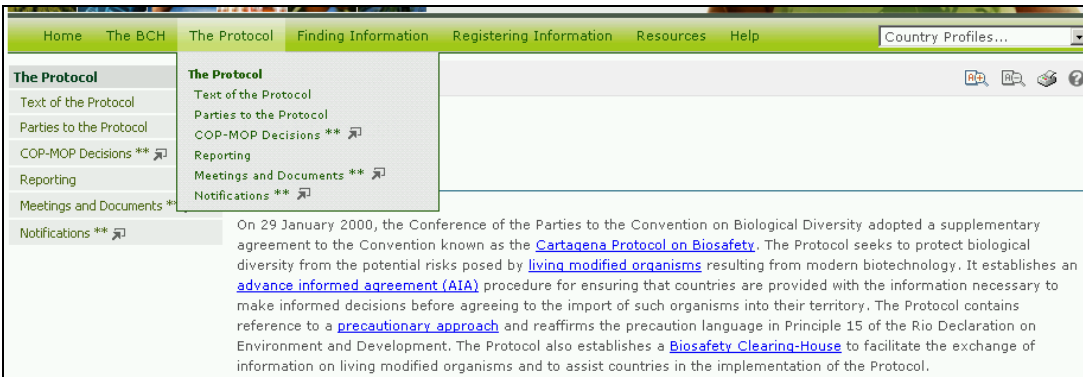 Home The BCH The Protocol Finding Information Registering Information Resources Help Country Profiles...
The Protocol
Text of the Protocol
Parties to the Protocol
COP-MOP Decisions **
Reporting
Meetings and Documents **
Notifications **
The Protocol
Text of the Protocol
Parties to the Protocol
COP-MOP Decisions **
Reporting
Meetings and Documents **
Notifications **
On 29 January 2000, the Conference of the Parties to the Convention on Biological Diversity adopted a supplementary
agreement to the Convention known as the Cartagena Protocol on Biosafety. The Protocol seeks to protect biological
diversity from the potential risks posed by living modified organisms resulting from modern biotechnology. It establishes an
advance informed agreement (AIA) procedure for ensuring that countries are provided with the information necessary to
make informed decisions before agreeing to the import of such organisms into their territory. The Protocol contains
reference to a precautionary approach and reaffirms the precaution language in Principle 15 of the Rio Declaration on
Environment and Development. The Protocol also establishes a Biosafety Clearing-House to facilitate the exchange of
information on living modified organisms and to assist countries in the implementation of the Protocol.